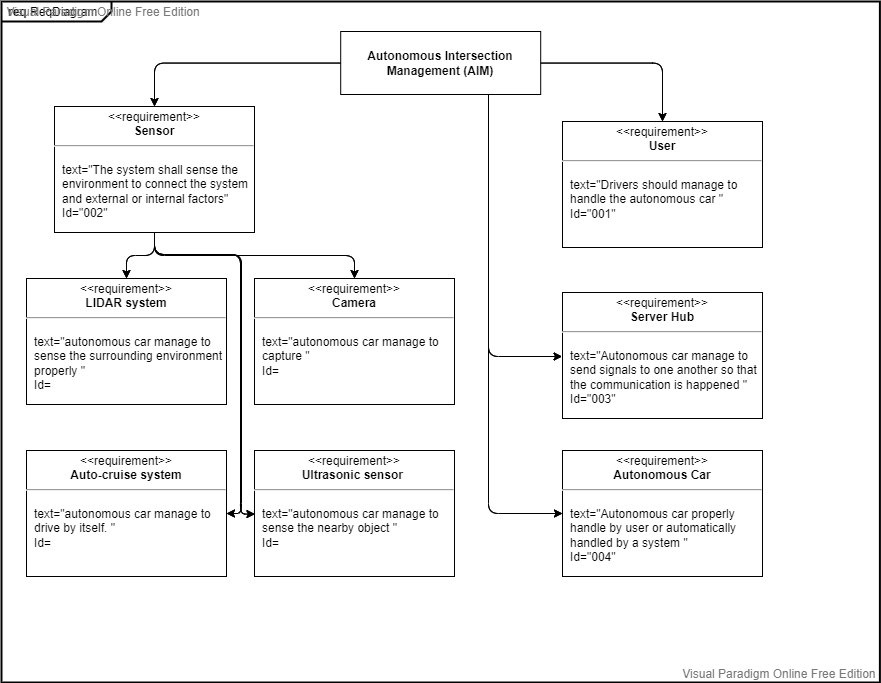 req ReqDiagram
Visual Paradigm Online Free Edition
Autonomous Intersection
Management (AIM)
<<requirement>>
Sensor
text="The system shall sense the
environment to connect the system
and external or internal factors"
Id="002"
<<requirement>>
User
text="Drivers should manage to
handle the autonomous car "
Id="001"
<<requirement>>
LIDAR system
text="autonomous car manage to
sense the surrounding environment
properly "
Id=
<<requirement>>
Camera
text="autonomous car manage to
capture "
Id=
<<requirement>>
Server Hub
text="Autonomous car manage to
send signals to one another so that
the communication is happened "
Id="003"
<<requirement>>
Auto-cruise system
text="autonomous car manage to
drive by itself. "
Id=
<<requirement>>
Ultrasonic sensor
text="autonomous car manage to
sense the nearby object "
Id=
<<requirement>>
Autonomous Car
text="Autonomous car properly
handle by user or automatically
handled by a system "
Id="004"
Visual Paradigm Online Free Edition